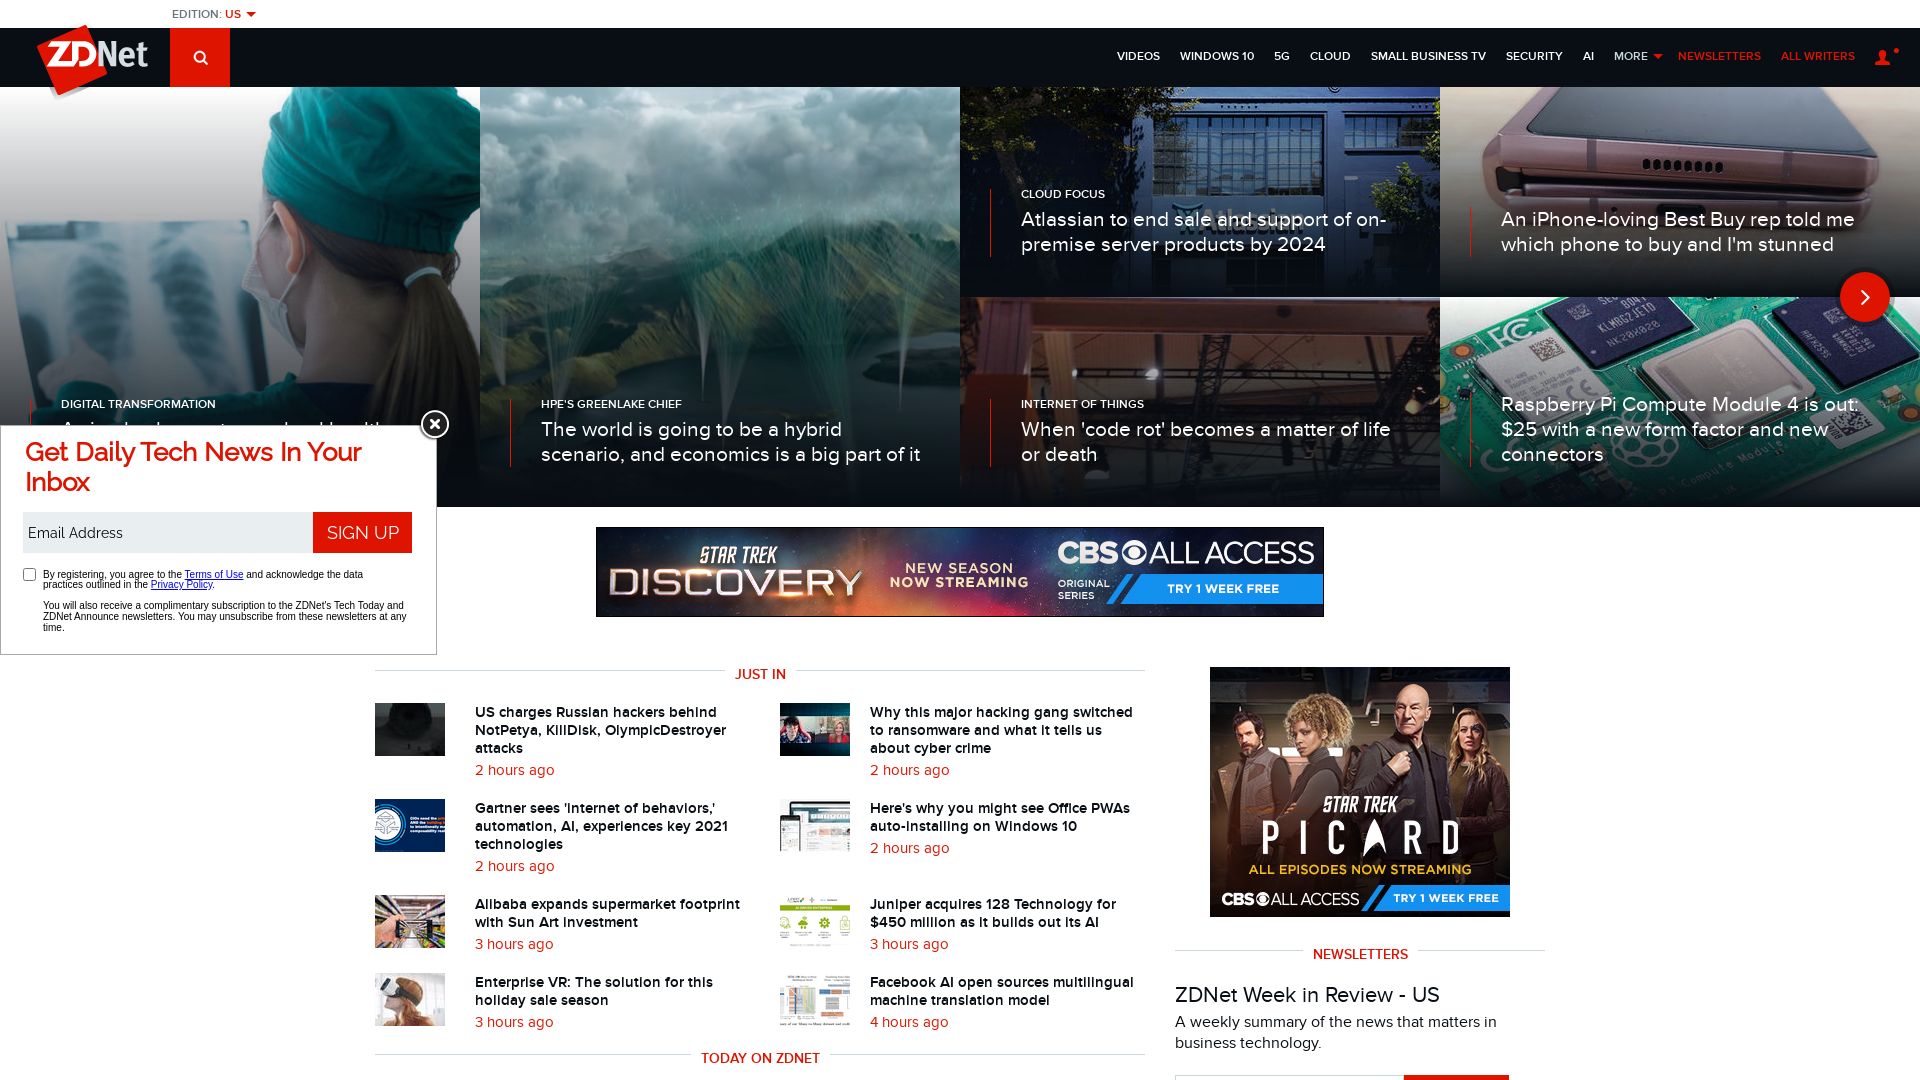 EDITION: US
ZDNet
VIDEOS WINDOWS 10 5G CLOUD SMALL BUSINESS TV SECURITY AI MORE NEWSLETTERS ALL WRITERS
DIGITAL TRANSFORMATION
HPE'S GREENLAKE CHIEF
The world is going to be a hybrid
scenario, and economics is a big part of it
CLOUD FOCUS
Atlassian to end sale and support of on-
premise server products by 2024
INTERNET OF THINGS
When 'code rot' becomes a matter of life
or death
An iPhone-loving Best Buy rep told me
which phone to buy and I'm stunned
Raspberry Pi Compute Module 4 is out:
$25 with a new form factor and new
connectors
Get Daily Tech News In Your
Inbox
Email Address
SIGN UP
By registering, you agree to the Terms of Use and acknowledge the data
practices outlined in the Privacy Policy.
You will also receive a complimentary subscription to the ZDNet's Tech Today and
ZDNet Announce newsletters. You may unsubscribe from these newsletters at any
time.
STAR TREK
DISCOVERY
NEW SEASON
NOW STREAMING
CBS ALL ACCESS
ORIGINAL
SERIES
TRY 1 WEEK FREE
JUST IN
US charges Russian hackers behind
NotPetya, KillDisk, OlympicDestroyer
attacks
2 hours ago
Why this major hacking gang switched
to ransomware and what it tells us
about cyber crime
2 hours ago
Gartner sees 'internet of behaviors,'
automation, AI, experiences key 2021
technologies
2 hours ago
Here's why you might see Office PWAs
auto-installing on Windows 10
2 hours ago
Alibaba expands supermarket footprint
with Sun Art investment
3 hours ago
Juniper acquires 128 Technology for
$450 million as it builds out its AI
3 hours ago
Enterprise VR: The solution for this
holiday sale season
3 hours ago
Facebook AI open sources multilingual
machine translation model
4 hours ago
TODAY ON ZDNET
STAR TREK
PICARD
ALL EPISODES NOW STREAMING
CBS ALL ACCESS
TRY 1 WEEK FREE
NEWSLETTERS
ZDNet Week in Review - US
A weekly summary of the news that matters in
business technology.